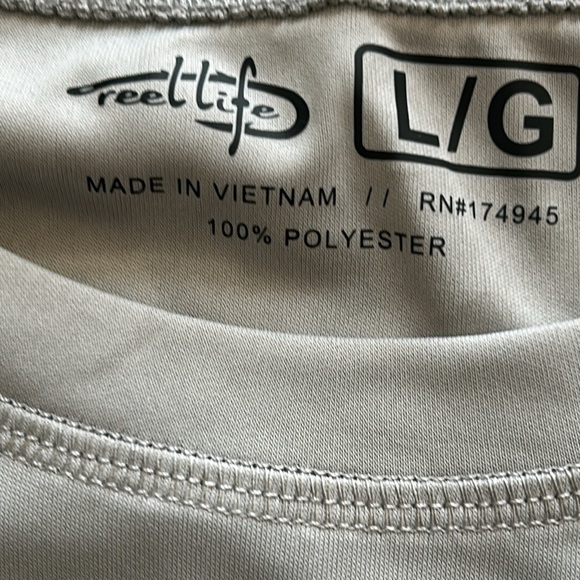 reel life
L/G
MADE IN VIETNAM // RN#174945
100% POLYESTER